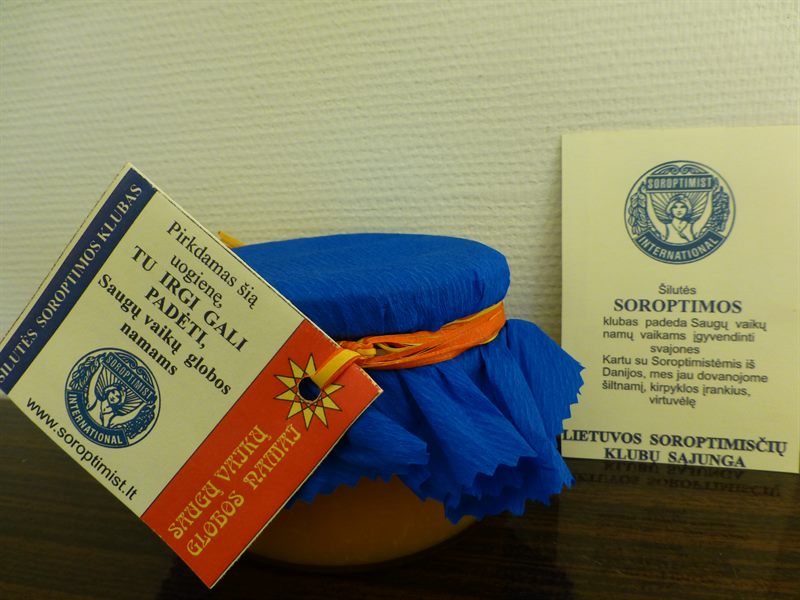 ŠILUTĖS SOROPTIMOS KLUBAS
Pirkdamas šią
uogienę,
TU IRGI GALI
PADĖTI,
Saugų vaikų globos
namams
SOROPTIMIST
INTERNATIONAL
www.soroptimist.lt
SAUGŲ VAIKŲ
GLOBOS NAMAI
SOROPTIMIST
INTERNATIONAL
Šilutės
SOROPTIMOS
klubas padeda Saugų vaikų
namų vaikams įgyvendinti
svajones
Kartu su Soroptimistėmis iš
Danijos, mes jau dovanojome
šiltnamį, kirpyklos įrankius,
virtuvėlę
LIETUVOS SOROPTIMISČIŲ
KLUBU SĄJUNGA